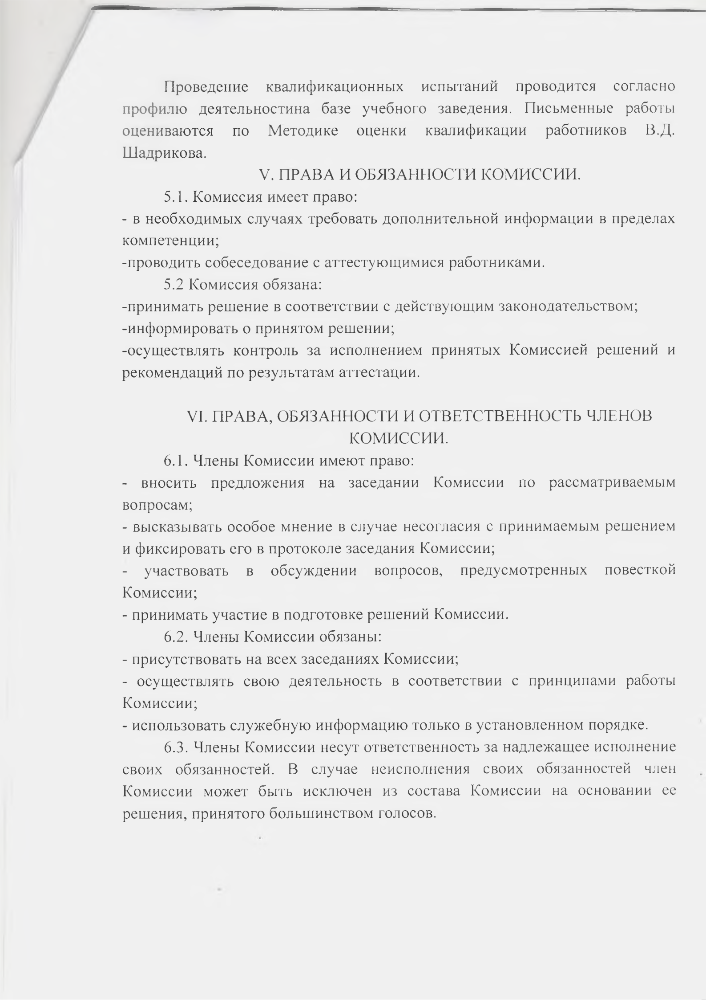 Проведение квалификационных испытаний проводится согласно
профилю деятельностина базе учебного заведения. Письменные работы
оцениваются по Методике оценки квалификации работников В.Д.
Шадрикова.
V. ПРАВА И ОБЯЗАННОСТИ КОМИССИИ.
5.1. Комиссия имеет право:
- в необходимых случаях требовать дополнительной информации в пределах
компетенции;
-проводить собеседование с аттестующимися работниками.
5.2 Комиссия обязана:
-принимать решение в соответствии с действующим законодательством;
-информировать о принятом решении;
-осуществлять контроль за исполнением принятых Комиссией решений и
рекомендаций по результатам аттестации.
VI. ПРАВА, ОБЯЗАННОСТИ И ОТВЕТСТВЕННОСТЬ ЧЛЕНОВ
КОМИССИИ.
6.1. Члены Комиссии имеют право:
- вносить предложения на заседании Комиссии по рассматриваемым
вопросам;
- высказывать особое мнение в случае несогласия с принимаемым решением
и фиксировать его в протоколе заседания Комиссии;
- участвовать в обсуждении вопросов, предусмотренных повесткой
Комиссии;
- принимать участие в подготовке решений Комиссии.
6.2. Члены Комиссии обязаны:
- присутствовать на всех заседаниях Комиссии;
- осуществлять свою деятельность в соответствии с принципами работы
Комиссии;
- использовать служебную информацию только в установленном порядке.
6.3. Члены Комиссии несут ответственность за надлежащее исполнение
своих обязанностей. В случае неисполнения своих обязанностей член
Комиссии может быть исключен из состава Комиссии на основании ее
решения, принятого большинством голосов.